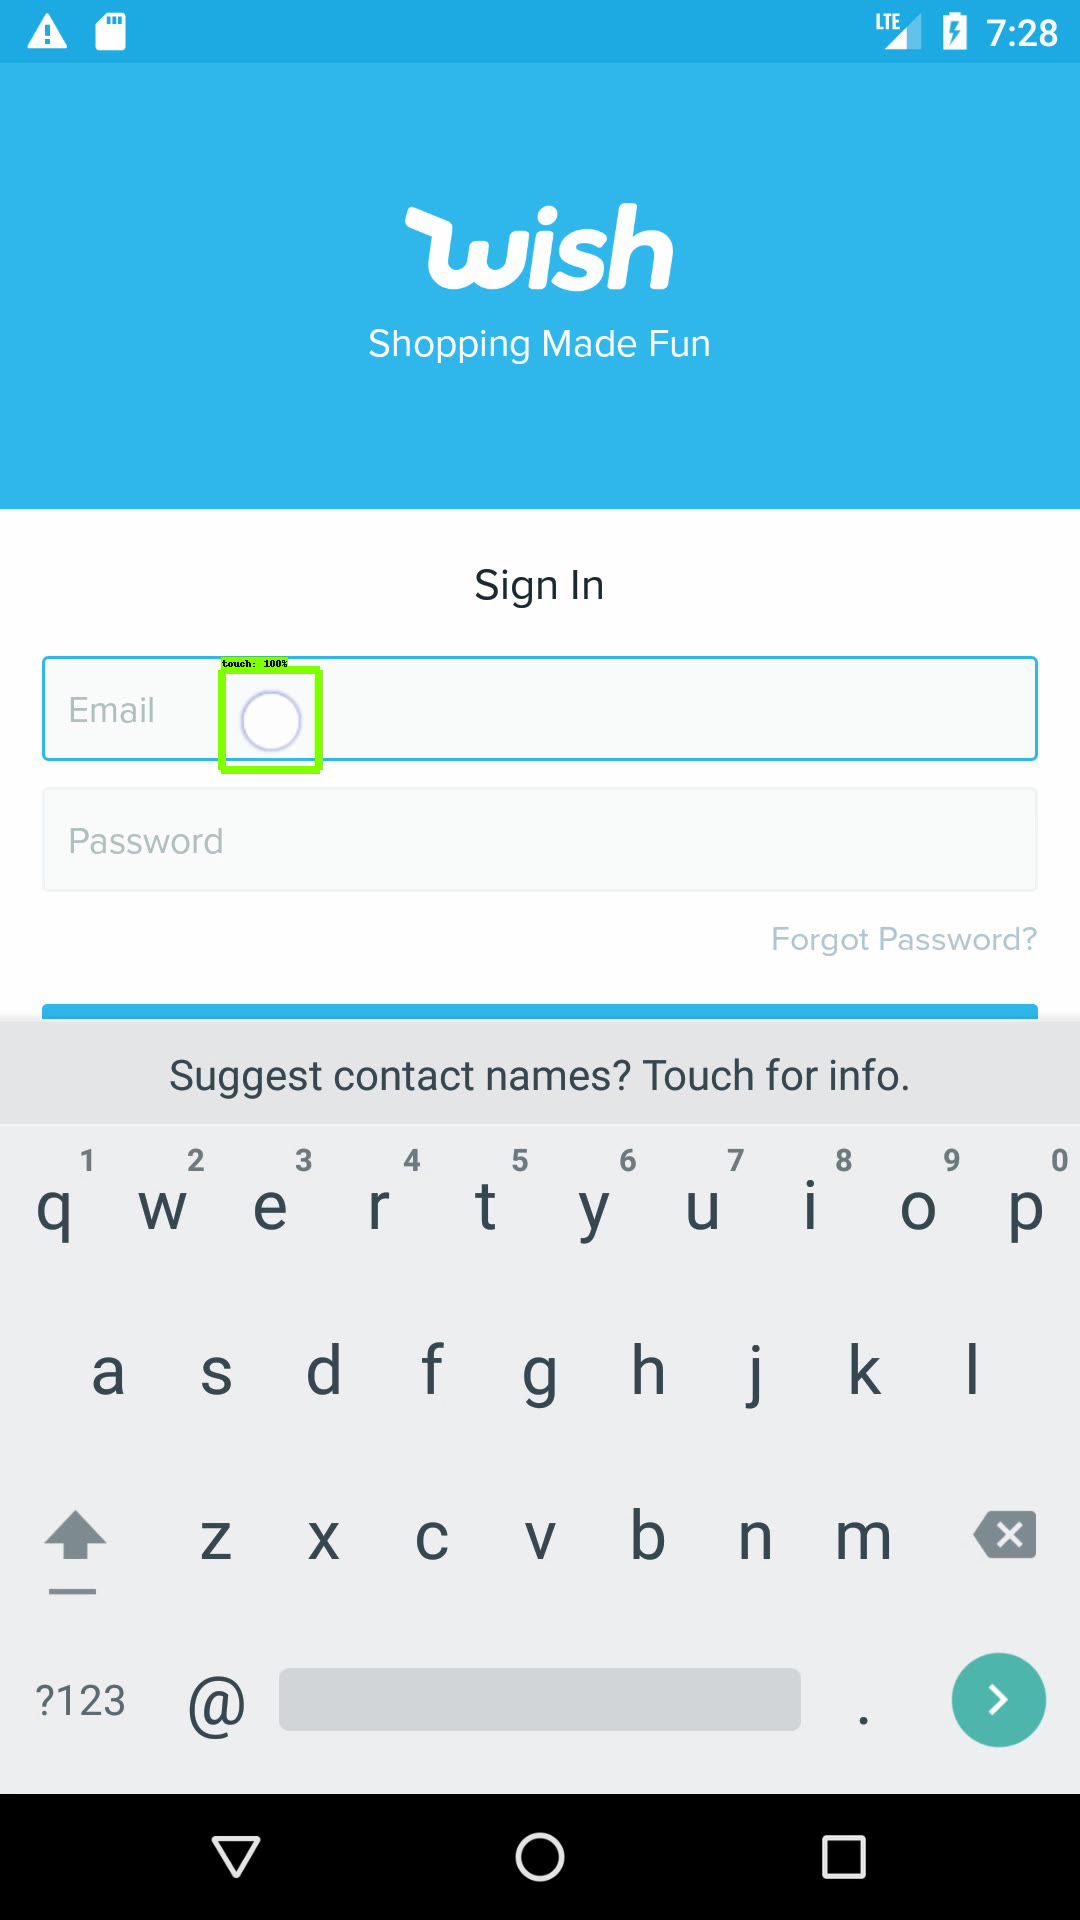 LTE 7:28
wish
Shopping Made Fun
Sign In
touch: 100%
Email
Password
Forgot Password?
Suggest contact names? Touch for info.
1 2 3 4 5 6 7 8 9 0
q w e r t y u i o p
a s d f g h j k l
z x c v b n m
?123 @ .